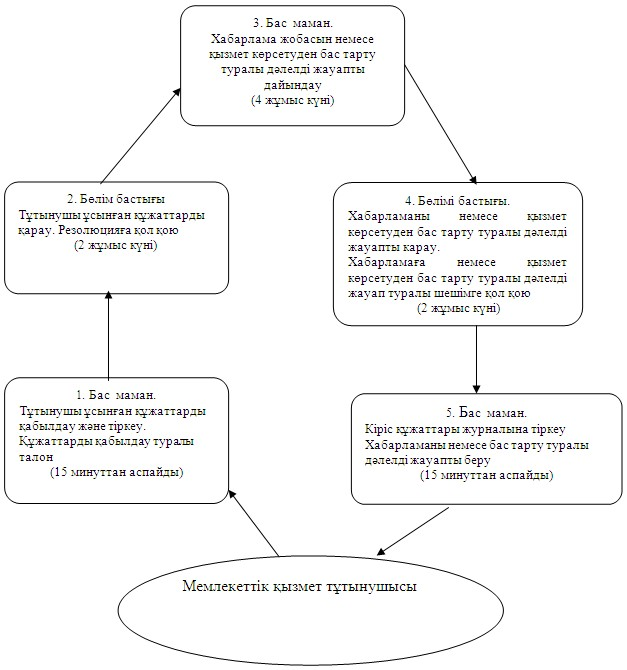 3. Бас маман.
Хабарлама жобасын немесе
қызмет көрсетуден бас тарту
туралы дәлелді жауапты
дайындау
(4 жұмыс күні)
2. Бөлім бастығы
Тұтынушы ұсынған құжаттарды
қарау. Резолюцияға қол қою
(2 жұмыс күні)
4. Бөлімі бастығы.
Хабарламаны немесе қызмет
көрсетуден бас тарту туралы дәлелді
жауапты қарау.
Хабарламаға немесе қызмет
көрсетуден бас тарту туралы дәлелді
жауап туралы шешімге қол қою
(2 жұмыс күні)
1. Бас маман.
Тұтынушы ұсынған құжаттарды
қабылдау және тіркеу.
Құжаттарды қабылдау туралы
талон
(15 минуттан аспайды)
5. Бас маман.
Кіріс құжаттары журналына тіркеу
Хабарламаны немесе бас тарту туралы
дәлелді жауапты беру
(15 минуттан аспайды)
Мемлекеттік қызмет тұтынушысы